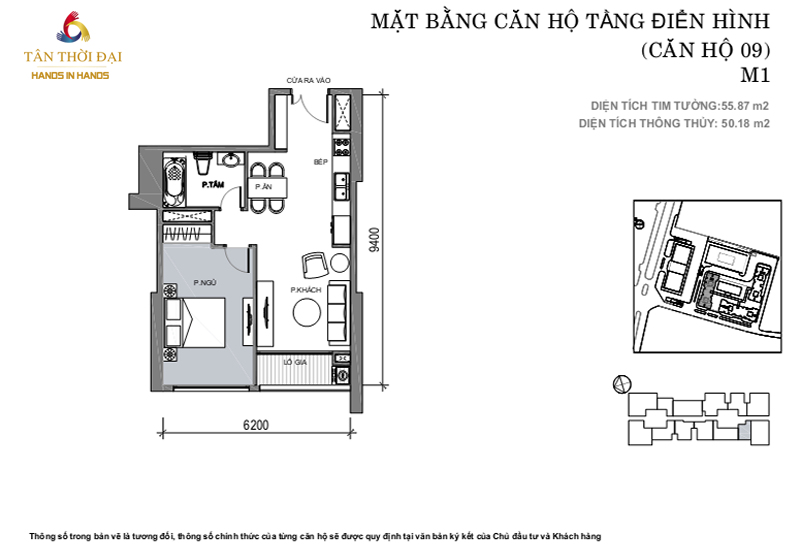 MẶT BẰNG CĂN HỘ TẦNG ĐIỂN HÌNH
(CĂN HỘ 09)
M1
TÂN THỜI ĐẠI
HANDS IN HANDS
DIỆN TÍCH TIM TƯỜNG:55.87 m2
DIỆN TÍCH THÔNG THỦY: 50.18 m2
CỬA RA VÀO
BẾP
P.TẮM
P.ĂN
P.NGỦ
P.KHÁCH
LÔ GIA
9400
6200
Thông số trong bản vẽ là tương đối, thông số chính thức của từng căn hộ sẽ được quy định tại văn bản ký kết của Chủ đầu tư và Khách hàng